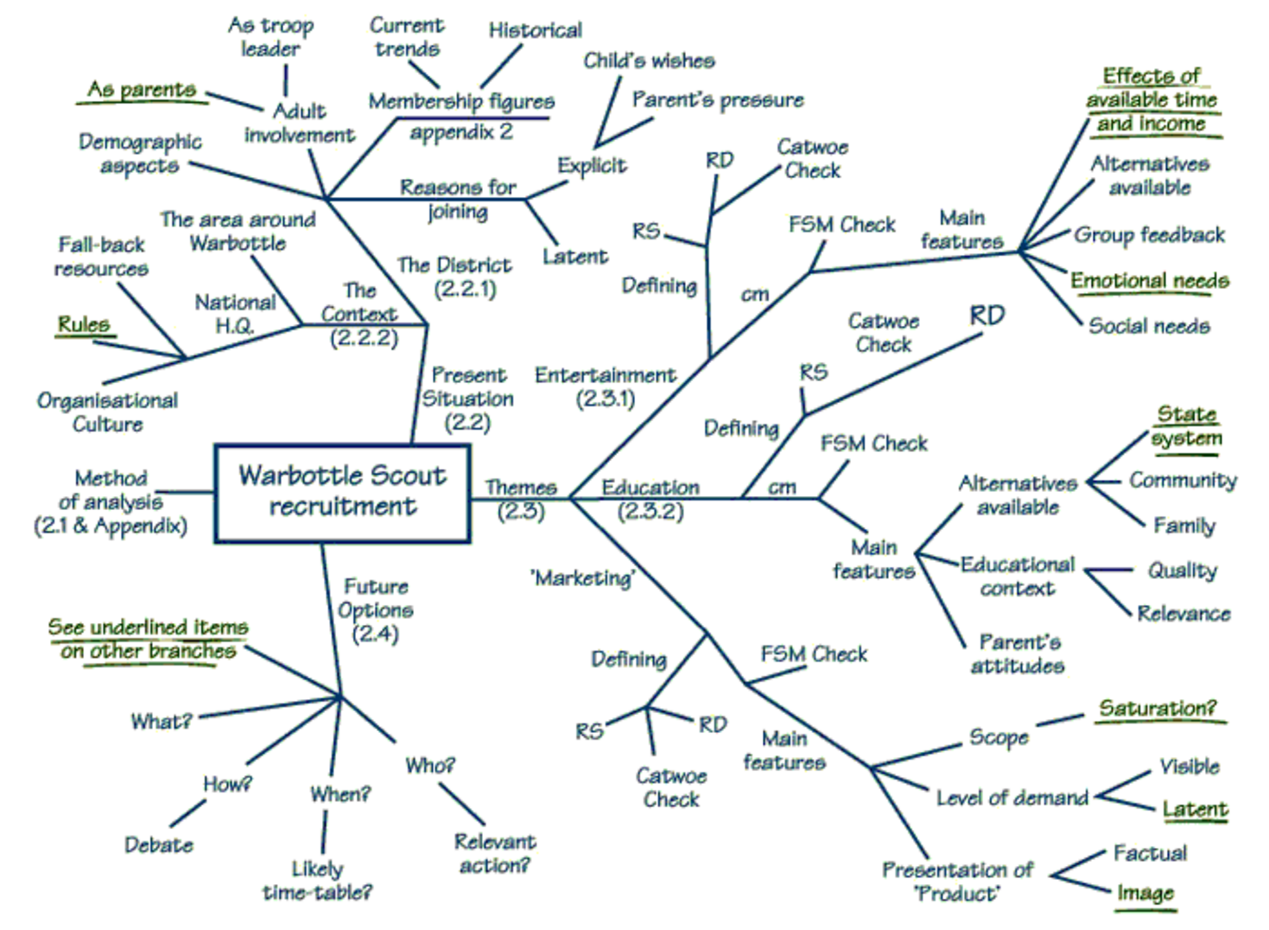 As troop
leader
Current
trends
Historical
Child's wishes
As parents
Adult
involvement
Membership figures
appendix 2
Parent's pressure
Demographic
aspects
Explicit
Reasons for
joining
Latent
The area around
Warbottle
Fall-back
resources
National
H.Q.
Rules
Organisational
Culture
The
Context
(2.2.2)
The District
(2.2.1)
Present
Situation
(2.2)
RD
Catwoe
Check
RS
Defining
FSM Check
cm
Main
features
Effects of
available time
and income
Alternatives
available
Group feedback
Emotional needs
Social needs
Entertainment
(2.3.1)
Catwoe
Check
RD
RS
Defining
FSM Check
Method
of analysis
(2.1 & Appendix)
Warbottle Scout
recruitment
Themes
(2.3)
Education
(2.3.2)
cm
Main
features
Alternatives
available
State
system
Community
Family
Educational
context
Quality
Relevance
Parent's
attitudes
'Marketing'
Defining
RS
RD
Catwoe
Check
FSM Check
Main
features
Scope
Saturation?
Level of demand
Visible
Latent
Presentation of
'Product'
Factual
Image
Future
Options
(2.4)
See underlined items
on other branches
What?
How?
Debate
When?
Likely
time-table?
Who?
Relevant
action?